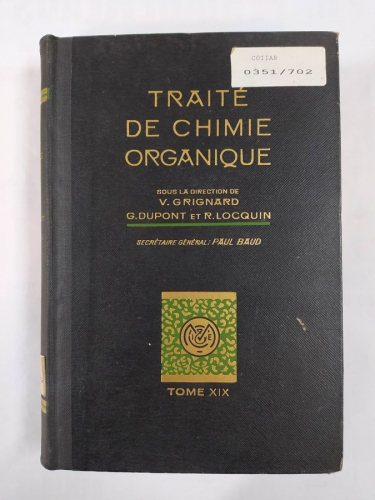 CDIIAD
0351/702
TRAITÉ
DE CHIMIE
ORGANIQUE
SOUS LA DIRECTION DE
V. GRIGNARD
G. DUPONT ET R. LOCQUIN
SECRÉTAIRE GÉNÉRAL: PAUL BAUD
TOME XIX